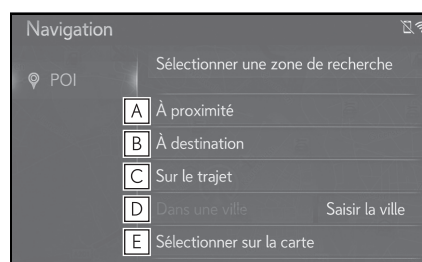 Navigation
POI
Sélectionner une zone de recherche
A À proximité
B À destination
C Sur le trajet
D Dans une ville Saisir la ville
E Sélectionner sur la carte